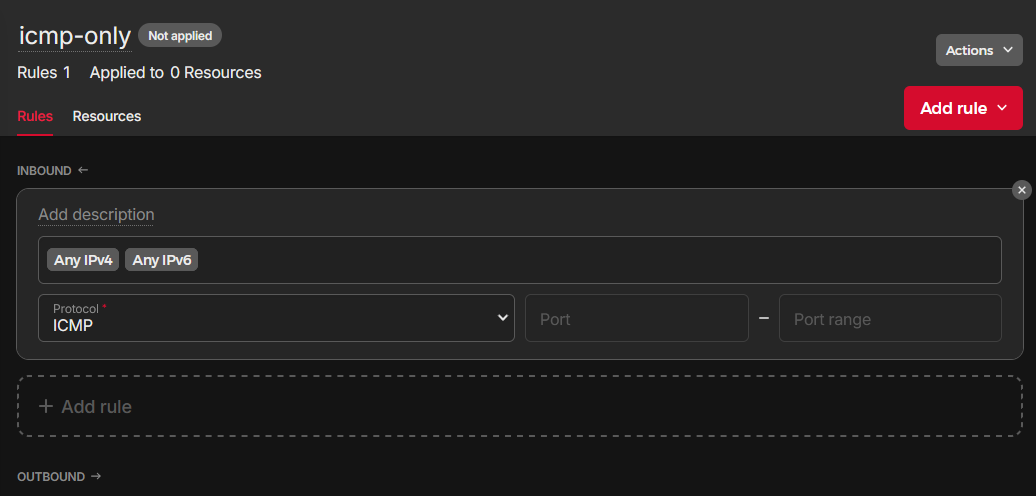 icmp-only Not applied
Actions
Rules 1 Applied to 0 Resources
Add rule
Rules Resources
INBOUND ←
Add description
Any IPv4 Any IPv6
Protocol *
ICMP
Port – Port range
+ Add rule
OUTBOUND →